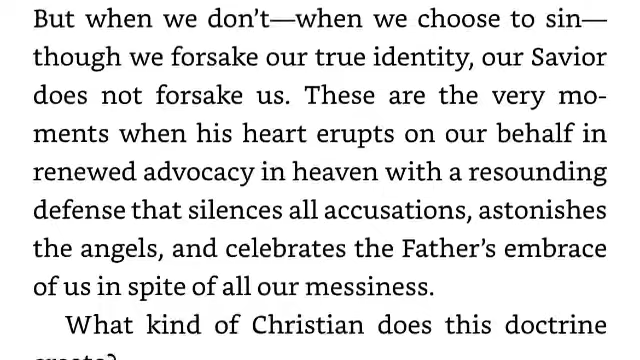 But when we don’t—when we choose to sin—
though we forsake our true identity, our Savior
does not forsake us. These are the very mo-
ments when his heart erupts on our behalf in
renewed advocacy in heaven with a resounding
defense that silences all accusations, astonishes
the angels, and celebrates the Father’s embrace
of us in spite of all our messiness.
What kind of Christian does this doctrine